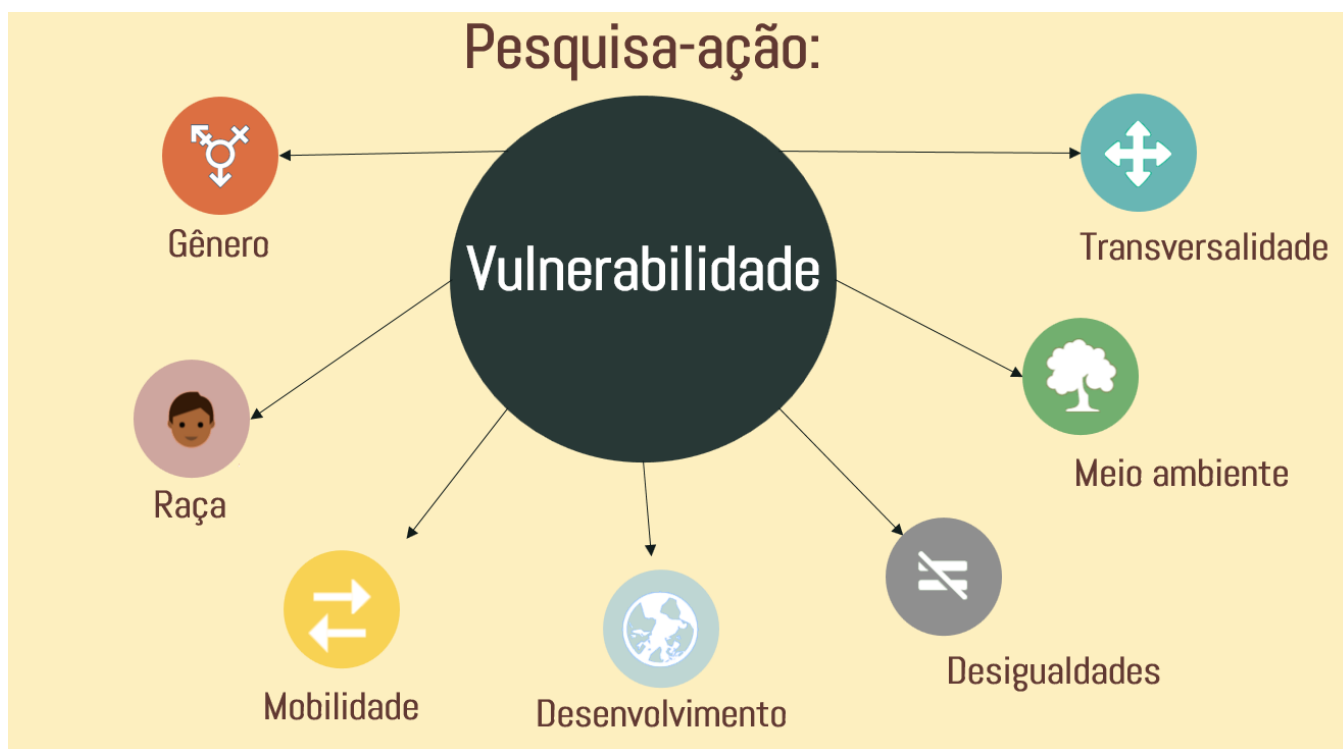 Pesquisa-ação:
Vulnerabilidade
Gênero
Transversalidade
Raça
Meio ambiente
Mobilidade
Desenvolvimento
Desigualdades